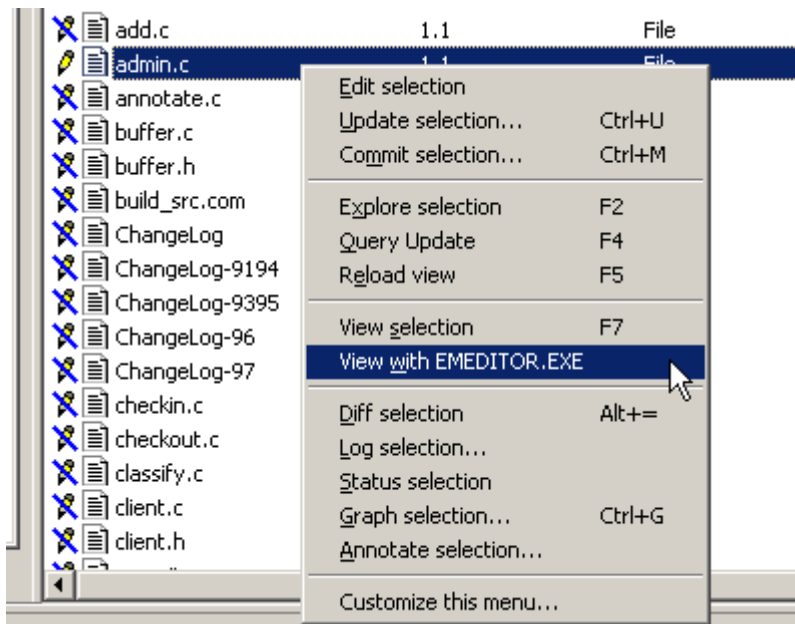 add.c 1.1 File
admin.c 1.1 File
annotate.c
buffer.c
buffer.h
build_src.com
ChangeLog
ChangeLog-9194
ChangeLog-9395
ChangeLog-96
ChangeLog-97
checkin.c
checkout.c
classify.c
client.c
client.h
Edit selection
Update selection... Ctrl+U
Commit selection... Ctrl+M
Explore selection F2
Query Update F4
Reload view F5
View selection F7
View with EMEDITOR.EXE
Diff selection Alt+=
Log selection...
Status selection
Graph selection... Ctrl+G
Annotate selection...
Customize this menu...